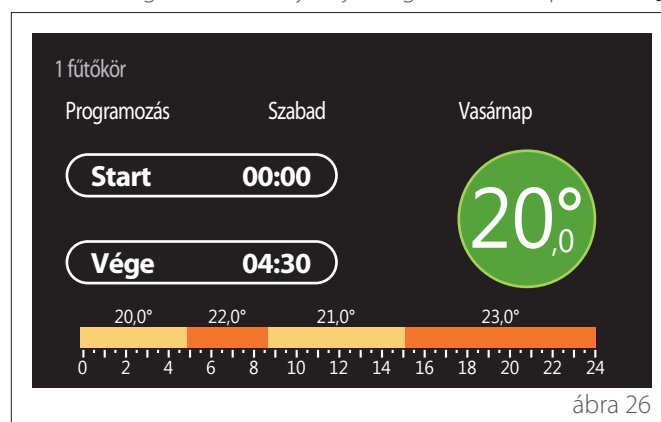 1 fűtőkör
Programozás Szabad Vasárnap
Start 00:00
20,0°
Vége 04:30
20,0° 22,0° 21,0° 23,0°
0 2 4 6 8 10 12 14 16 18 20 22 24
ábra 26